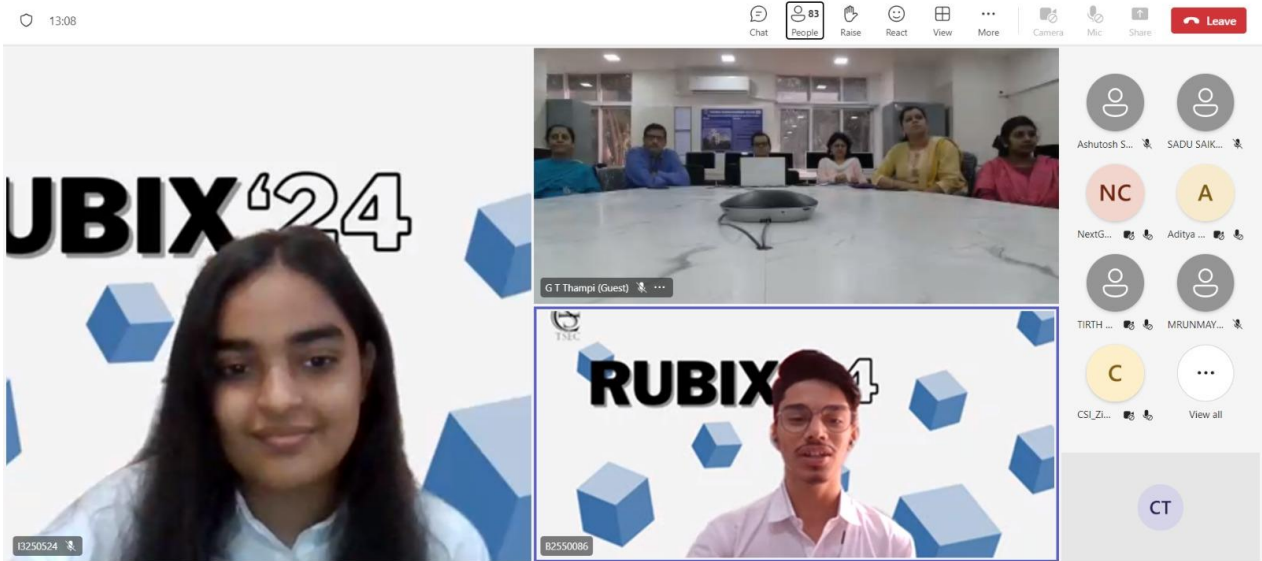 13:08
83
Chat
People
Raise
React
View
More
Camera
Mic
Share
Leave
UBIX‘24
I3250524
G T Thampi (Guest) ...
TSEC
RUBIX 4
B2550086
Ashutosh S...
SADU SAIK...
NC
A
NextG...
Aditya ...
TIRTH ...
MRUNMAY...
C
...
CSI_Zi...
View all
CT